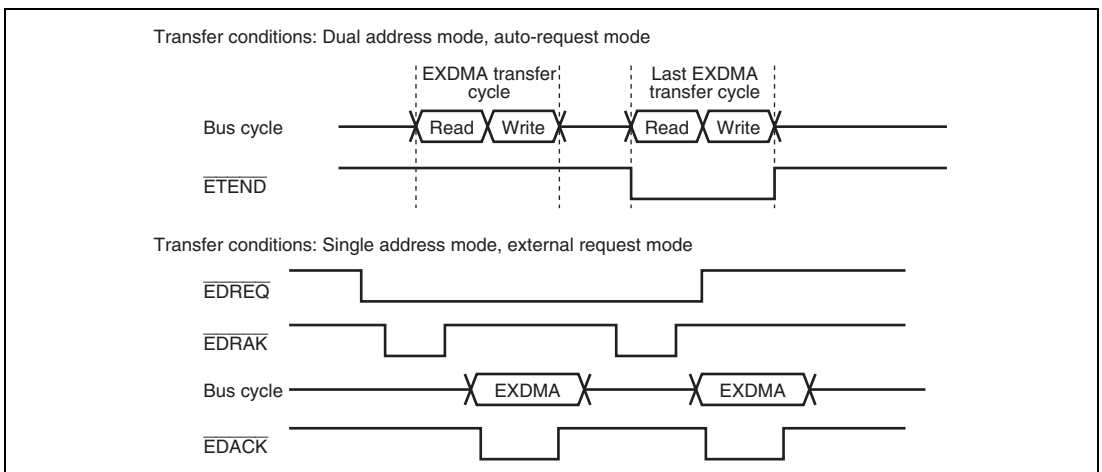 Transfer conditions: Dual address mode, auto-request mode
EXDMA transfer cycle
Last EXDMA transfer cycle
Bus cycle
Read
Write
Read
Write
ETEND
Transfer conditions: Single address mode, external request mode
EDREQ
EDRAK
Bus cycle
EXDMA
EXDMA
EDACK